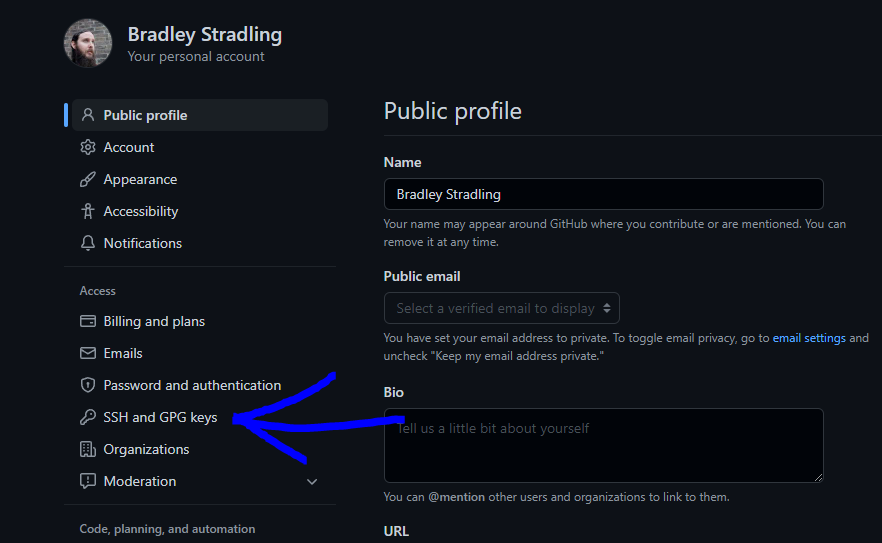 Bradley Stradling
Your personal account
Public profile
Account
Appearance
Accessibility
Notifications
Access
Billing and plans
Emails
Password and authentication
SSH and GPG keys
Organizations
Moderation
Code, planning, and automation
Public profile
Name
Bradley Stradling
Your name may appear around GitHub where you contribute or are mentioned. You can
remove it at any time.
Public email
Select a verified email to display
You have set your email address to private. To toggle email privacy, go to email settings and
uncheck "Keep my email address private."
Bio
Tell us a little bit about yourself
You can @mention other users and organizations to link to them.
URL